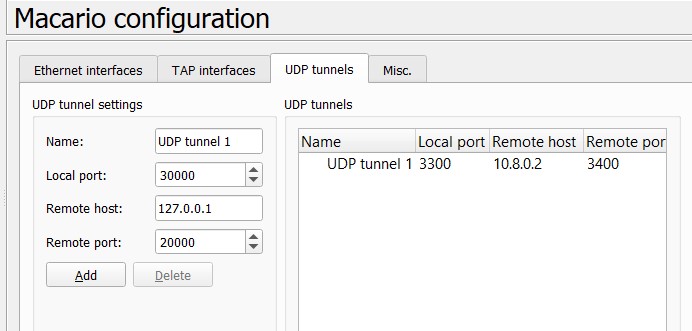 Macario configuration
Ethernet interfaces TAP interfaces UDP tunnels Misc.
UDP tunnel settings
Name: UDP tunnel 1
Local port: 30000
Remote host: 127.0.0.1
Remote port: 20000
Add Delete
UDP tunnels
Name Local port Remote host Remote por
UDP tunnel 1 3300 10.8.0.2 3400